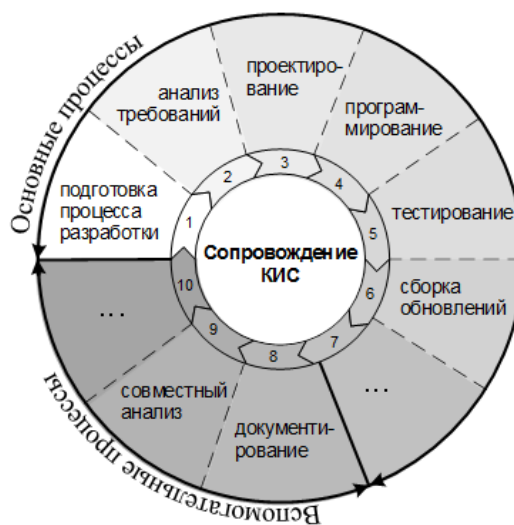 Основные процессы
подготовка
процесса
разработки
анализ
требований
проектиро-
вание
програм-
мирование
тестирование
сборка
обновлений
...
документи-
рование
совместный
анализ
...
Вспомогательные процессы
1
2
3
4
5
6
7
8
9
10
Сопровождение
КИС